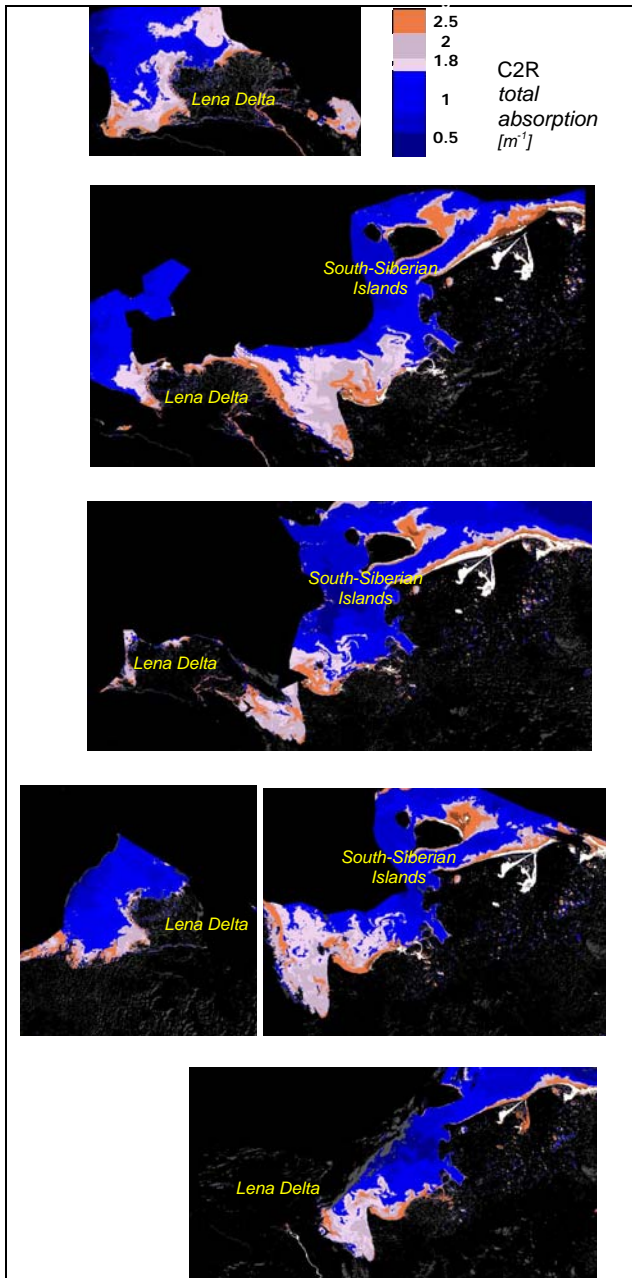 2.5
2
1.8
1
0.5
C2R
total
absorption
[m⁻¹]
Lena Delta
South-Siberian
Islands
Lena Delta
South-Siberian
Islands
Lena Delta
Lena Delta
South-Siberian
Islands
Lena Delta